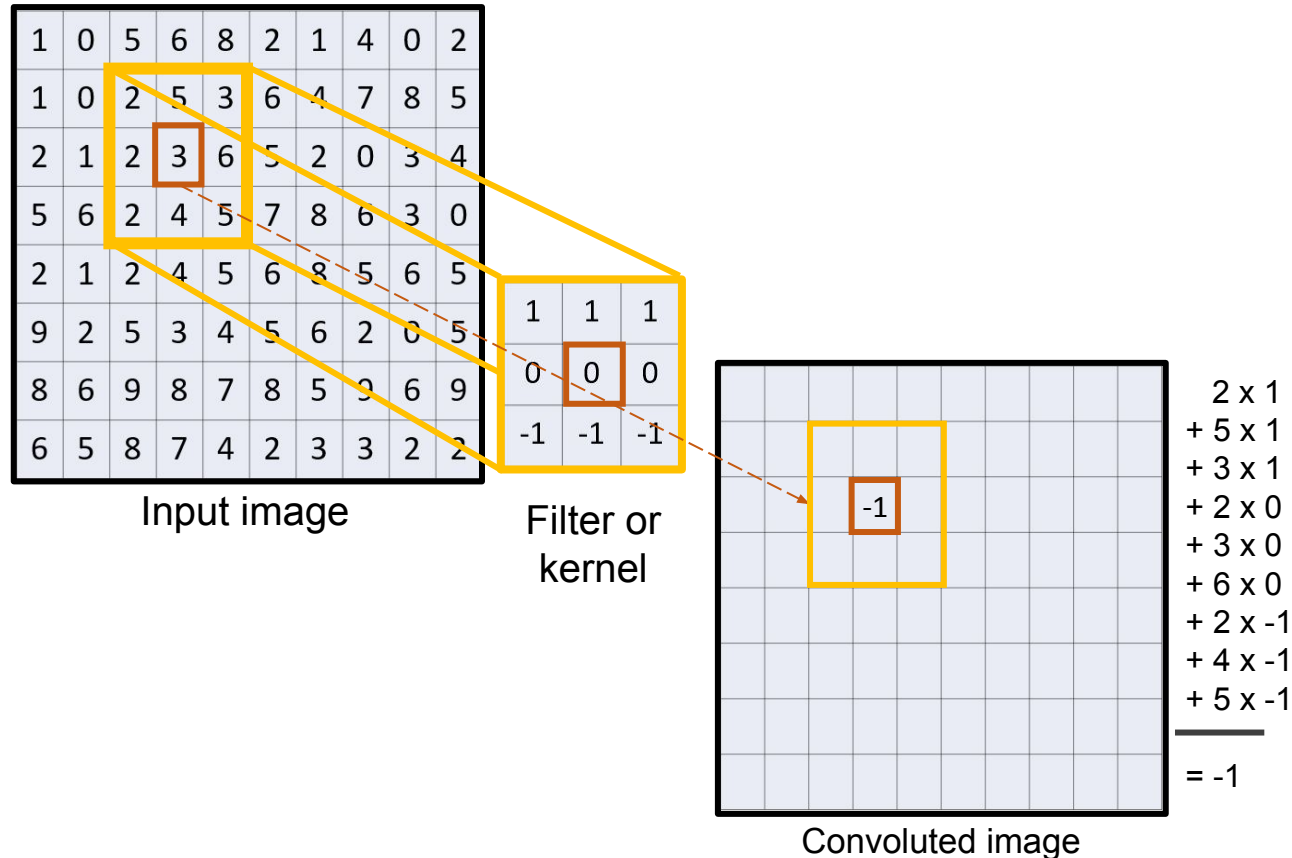 1 0 5 6 8 2 1 4 0 2
1 0 2 5 3 6 4 7 8 5
2 1 2 3 6 5 2 0 3 4
5 6 2 4 5 7 8 6 3 0
2 1 2 4 5 6 8 5 6 5
9 2 5 3 4 5 6 2 0 5
8 6 9 8 7 8 5 9 6 9
6 5 8 7 4 2 3 3 2 2
Input image
1 1 1
0 0 0
-1 -1 -1
Filter or
kernel
-1
Convoluted image
2 x 1
+ 5 x 1
+ 3 x 1
+ 2 x 0
+ 3 x 0
+ 6 x 0
+ 2 x -1
+ 4 x -1
+ 5 x -1
= -1